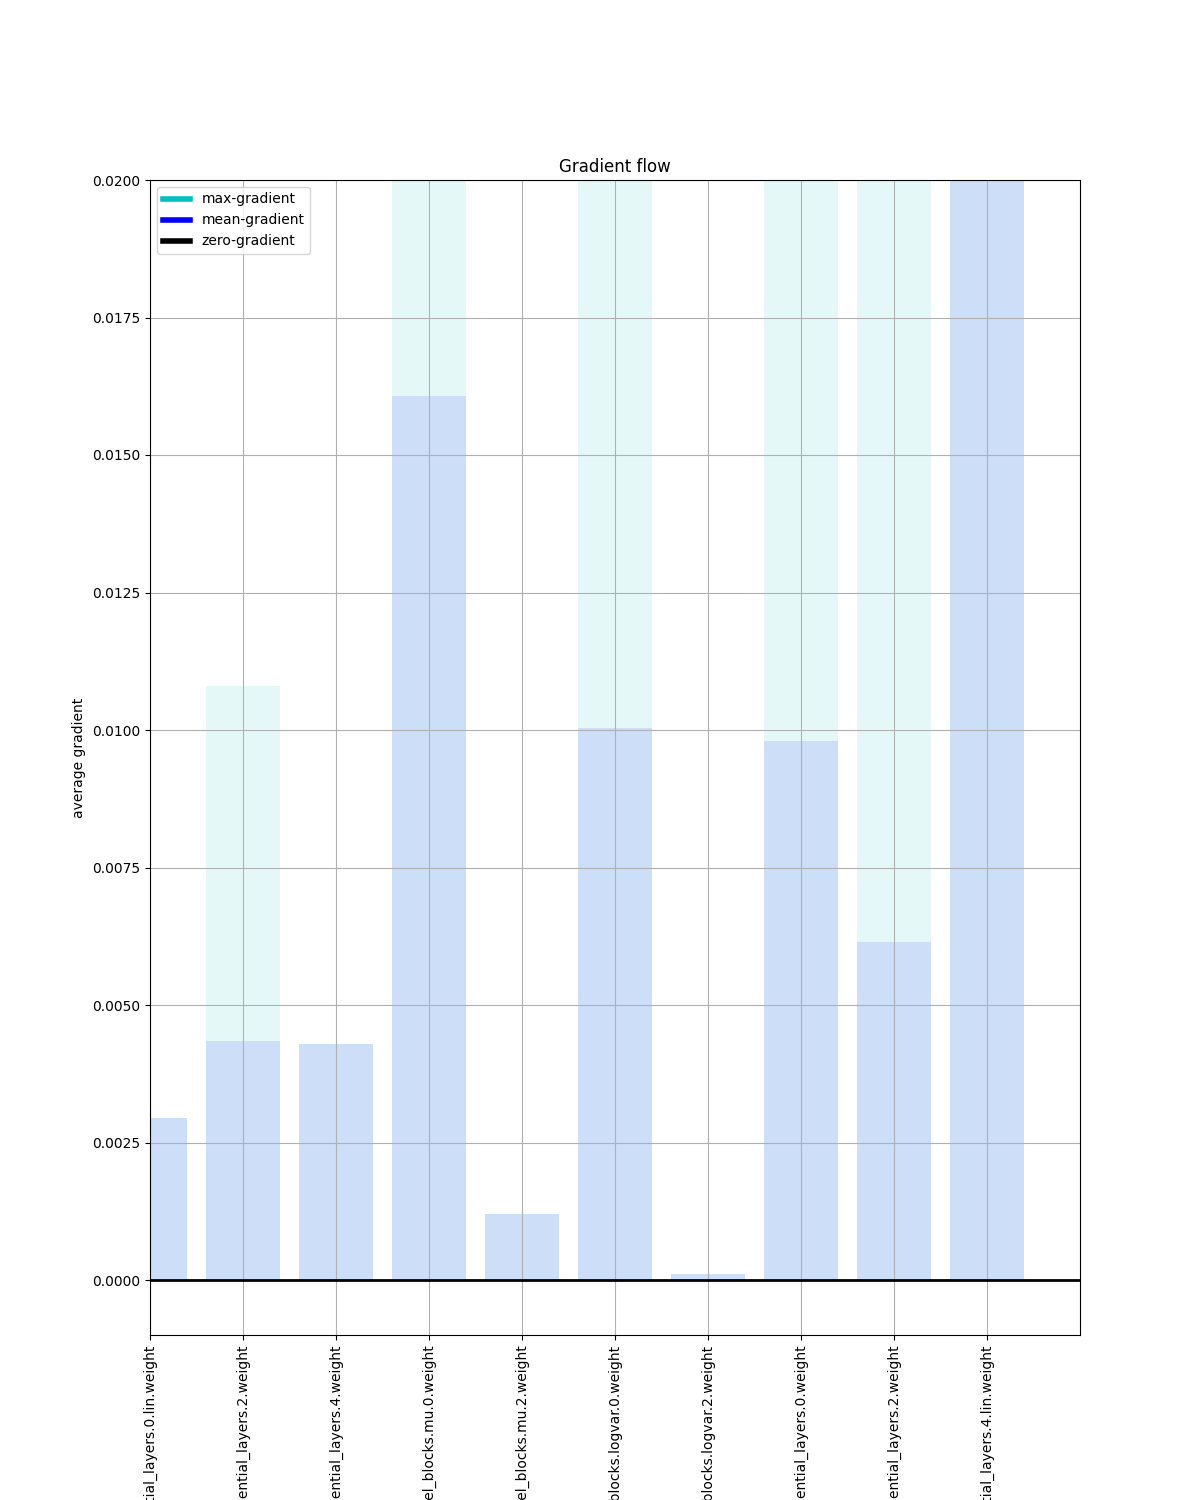 Gradient flow
max-gradient
mean-gradient
zero-gradient
0.0200
0.0175
0.0150
0.0125
0.0100
0.0075
0.0050
0.0025
0.0000
average gradient
tial_layers.0.lin.weight
ential_layers.2.weight
ential_layers.4.weight
el_blocks.mu.0.weight
el_blocks.mu.2.weight
blocks.logvar.0.weight
blocks.logvar.2.weight
ential_layers.0.weight
ential_layers.2.weight
tial_layers.4.lin.weight